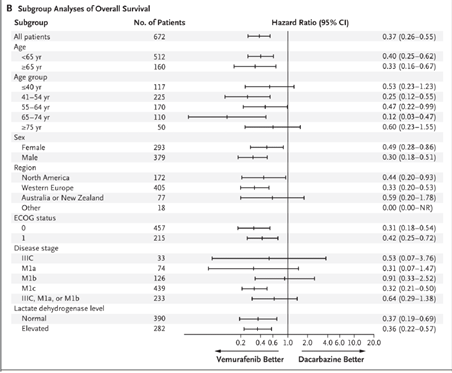 B Subgroup Analyses of Overall Survival
Subgroup No. of Patients Hazard Ratio (95% CI)
All patients 672 0.37 (0.26–0.55)
Age
<65 yr 512 0.40 (0.25–0.62)
≥65 yr 160 0.33 (0.16–0.67)
Age group
≤40 yr 117 0.53 (0.23–1.23)
41–54 yr 225 0.25 (0.12–0.55)
55–64 yr 170 0.47 (0.22–0.99)
65–74 yr 110 0.12 (0.03–0.47)
≥75 yr 50 0.60 (0.23–1.55)
Sex
Female 293 0.49 (0.28–0.86)
Male 379 0.30 (0.18–0.51)
Region
North America 172 0.44 (0.20–0.93)
Western Europe 405 0.33 (0.20–0.53)
Australia or New Zealand 77 0.59 (0.20–1.78)
Other 18 0.00 (0.00–NR)
ECOG status
0 457 0.31 (0.18–0.54)
1 215 0.42 (0.25–0.72)
Disease stage
IIIC 33 0.53 (0.07–3.76)
M1a 74 0.31 (0.07–1.47)
M1b 126 0.91 (0.33–2.52)
M1c 439 0.32 (0.21–0.50)
IIIC, M1a, or M1b 233 0.64 (0.29–1.38)
Lactate dehydrogenase level
Normal 390 0.37 (0.19–0.69)
Elevated 282 0.36 (0.22–0.57)
0.2 0.4 0.6 1.0 2.0 4.0 6.0 10.0 20.0
Vemurafenib Better Dacarbazine Better